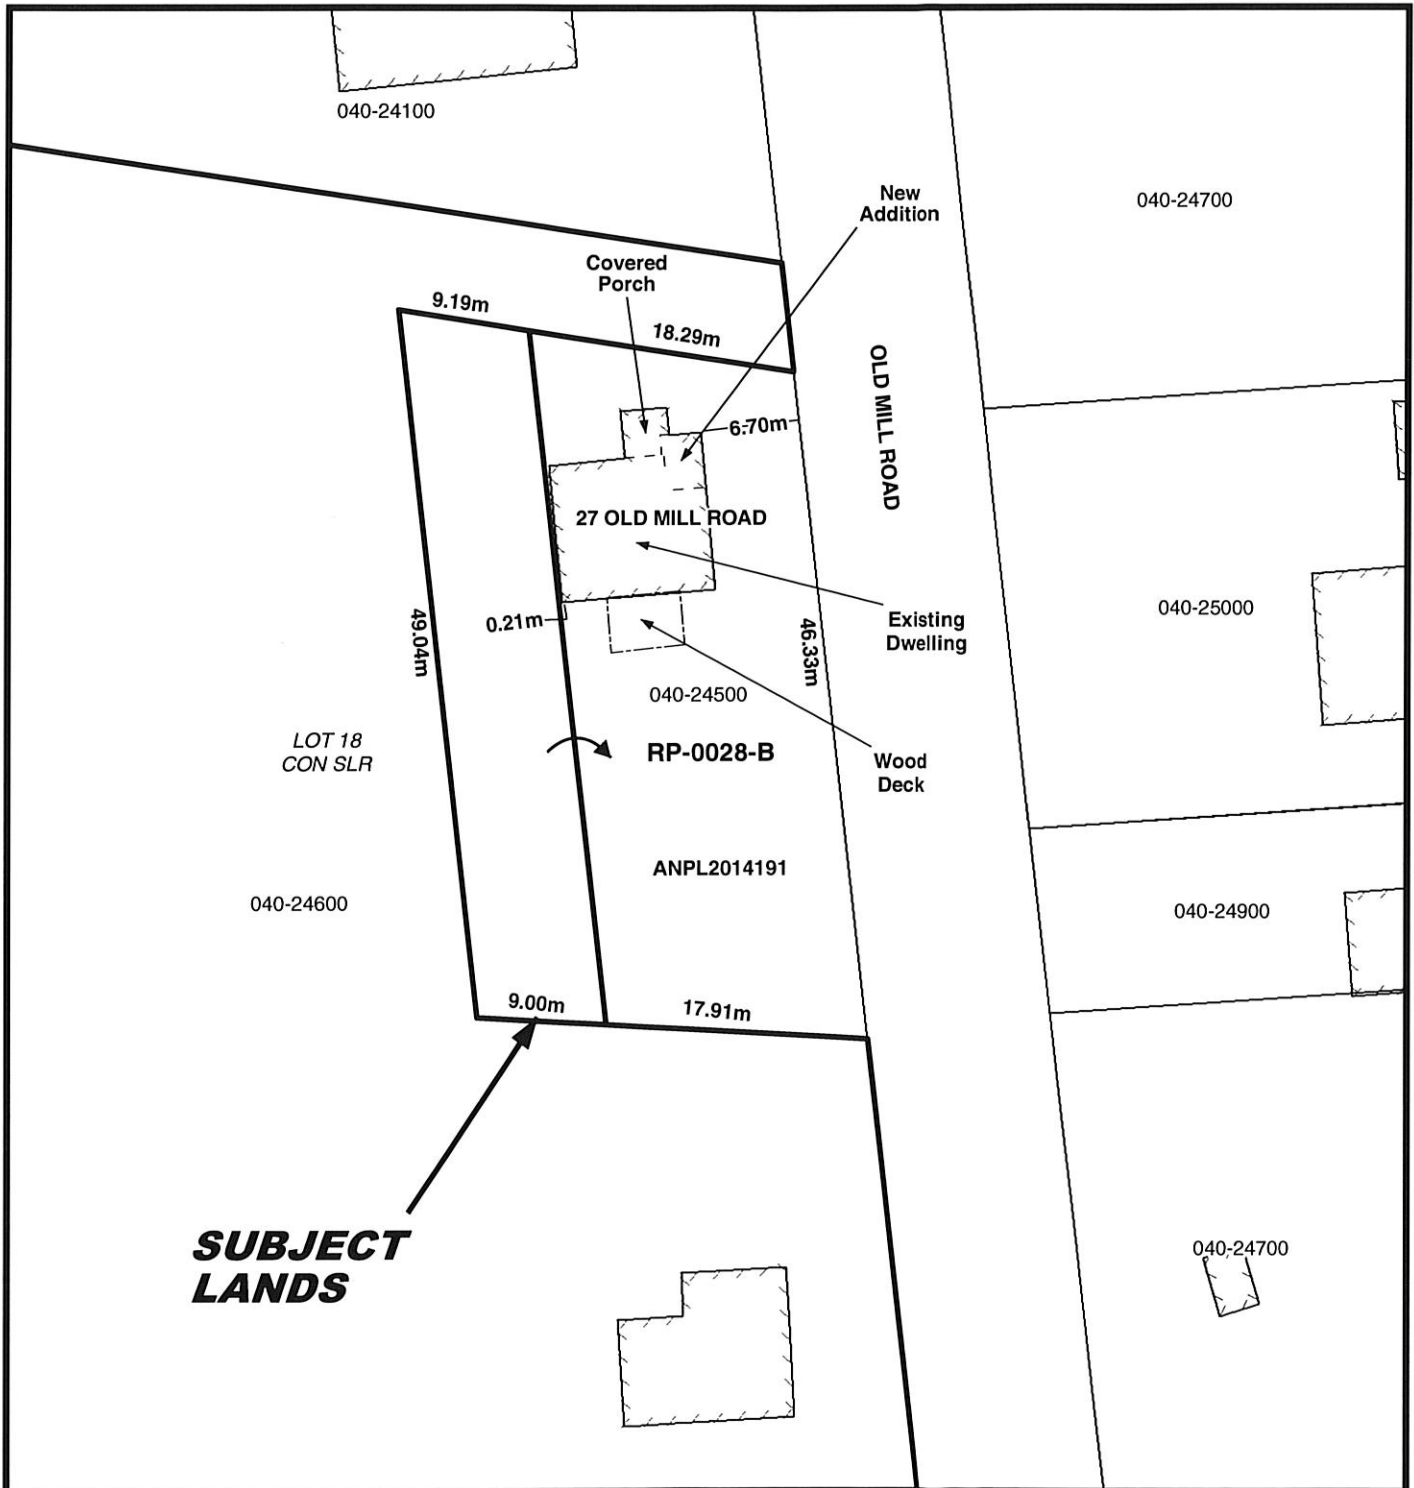 040-24100
New
Addition
040-24700
Covered
Porch
9.19m
18.29m
OLD MILL ROAD
6.70m
27 OLD MILL ROAD
49.04m
0.21m
46.33m
Existing
Dwelling
040-25000
040-24500
LOT 18
CON SLR
RP-0028-B
Wood
Deck
ANPL2014191
040-24600
040-24900
9.00m
17.91m
SUBJECT
LANDS
040-24700